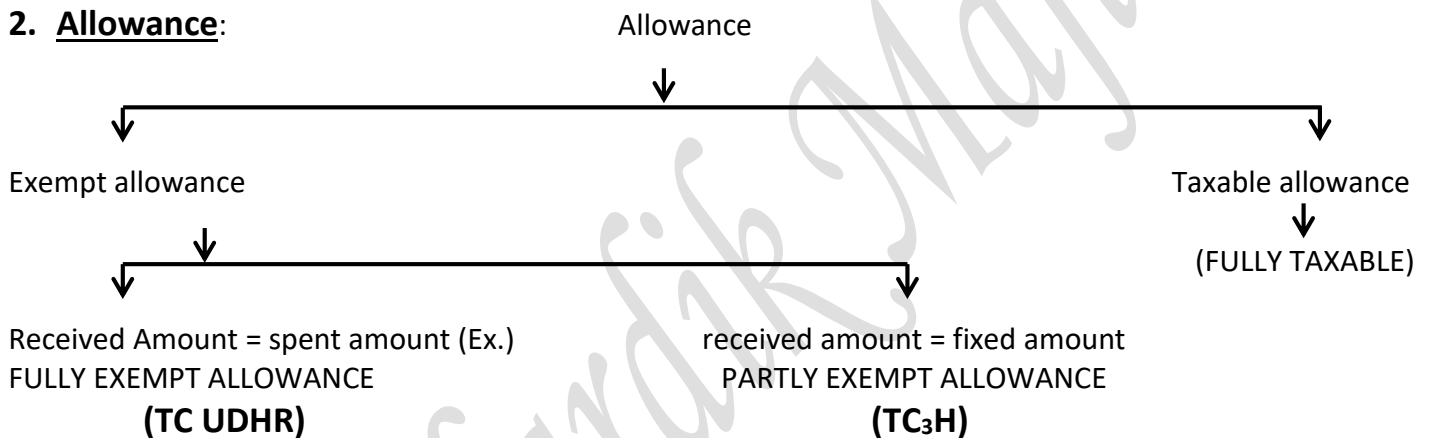 2. Allowance:
Allowance
Exempt allowance
Taxable allowance
(FULLY TAXABLE)
Received Amount = spent amount (Ex.)
received amount = fixed amount
FULLY EXEMPT ALLOWANCE
PARTLY EXEMPT ALLOWANCE
(TC UDHR)
(TC₃H)